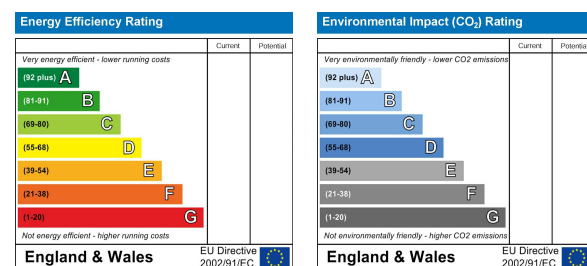 Energy Efficiency Rating
Current Potential
Very energy efficient - lower running costs
(92 plus) A
(81-91) B
(69-80) C
(55-68) D
(39-54) E
(21-38) F
(1-20) G
Not energy efficient - higher running costs
England & Wales
EU Directive
2002/91/EC
Environmental Impact (CO2) Rating
Current Potential
Very environmentally friendly - lower CO2 emissions
(92 plus) A
(81-91) B
(69-80) C
(55-68) D
(39-54) E
(21-38) F
(1-20) G
Not environmentally friendly - higher CO2 emissions
England & Wales
EU Directive
2002/91/EC